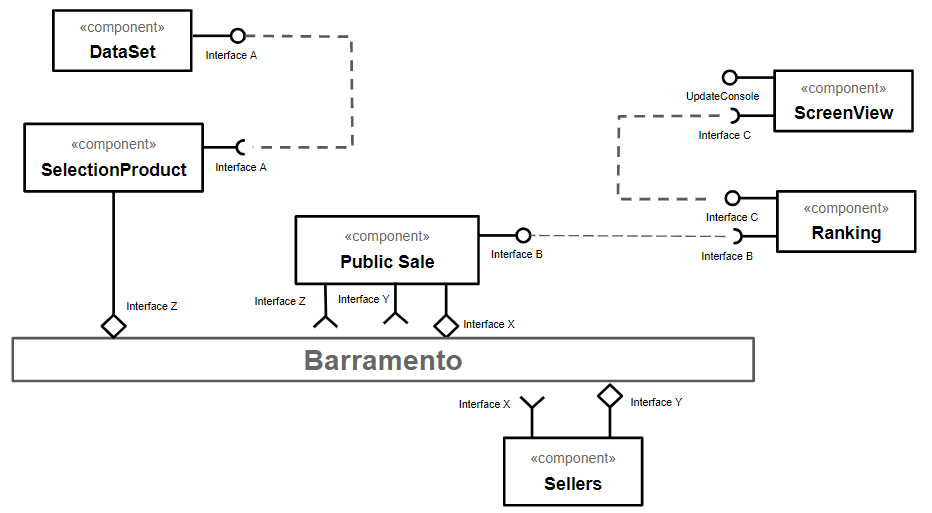 «component»
DataSet
Interface A
«component»
SelectionProduct
Interface A
UpdateConsole
«component»
ScreenView
Interface C
«component»
Ranking
Interface C
Interface B
«component»
Public Sale
Interface B
Interface Z
Interface Z
Interface Y
Interface X
Barramento
Interface X
Interface Y
«component»
Sellers